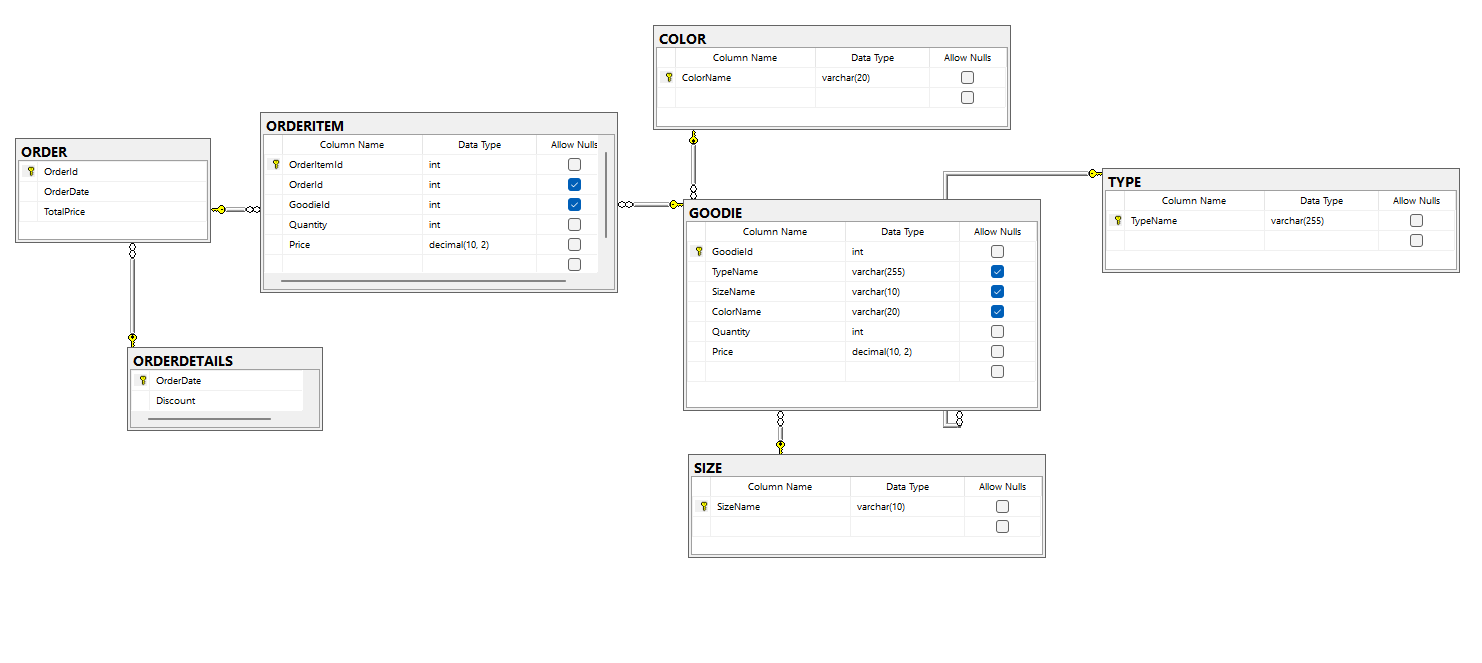 COLOR
Column Name Data Type Allow Nulls
ColorName varchar(20)
ORDERITEM
Column Name Data Type Allow Nulls
OrderItemId int
OrderId int
GoodieId int
Quantity int
Price decimal(10, 2)
ORDER
OrderId
OrderDate
TotalPrice
TYPE
Column Name Data Type Allow Nulls
TypeName varchar(255)
GOODIE
Column Name Data Type Allow Nulls
GoodieId int
TypeName varchar(255)
SizeName varchar(10)
ColorName varchar(20)
Quantity int
Price decimal(10, 2)
ORDERDETAILS
OrderDate
Discount
SIZE
Column Name Data Type Allow Nulls
SizeName varchar(10)